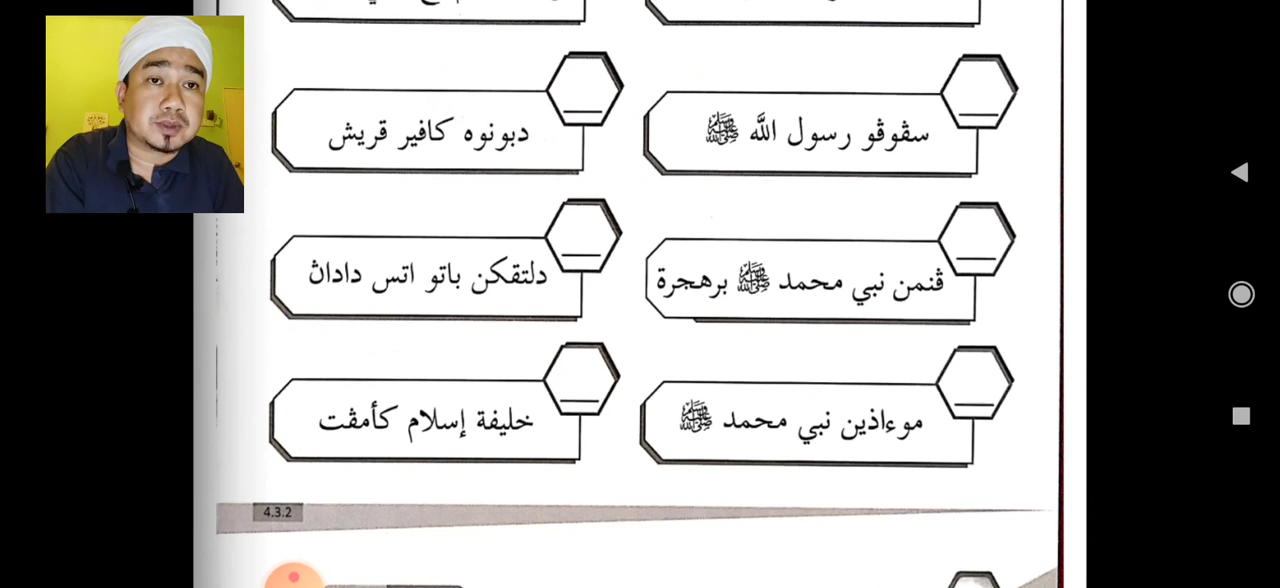 سڤوڤو رسول الله ﷺ
دبونوه كافير قريش
ڤنمن نبي محمد ﷺ برهجرة
دلتقكن باتو اتس داداڽ
موءاذين نبي محمد ﷺ
خليفة إسلام كأمڤت
4.3.2